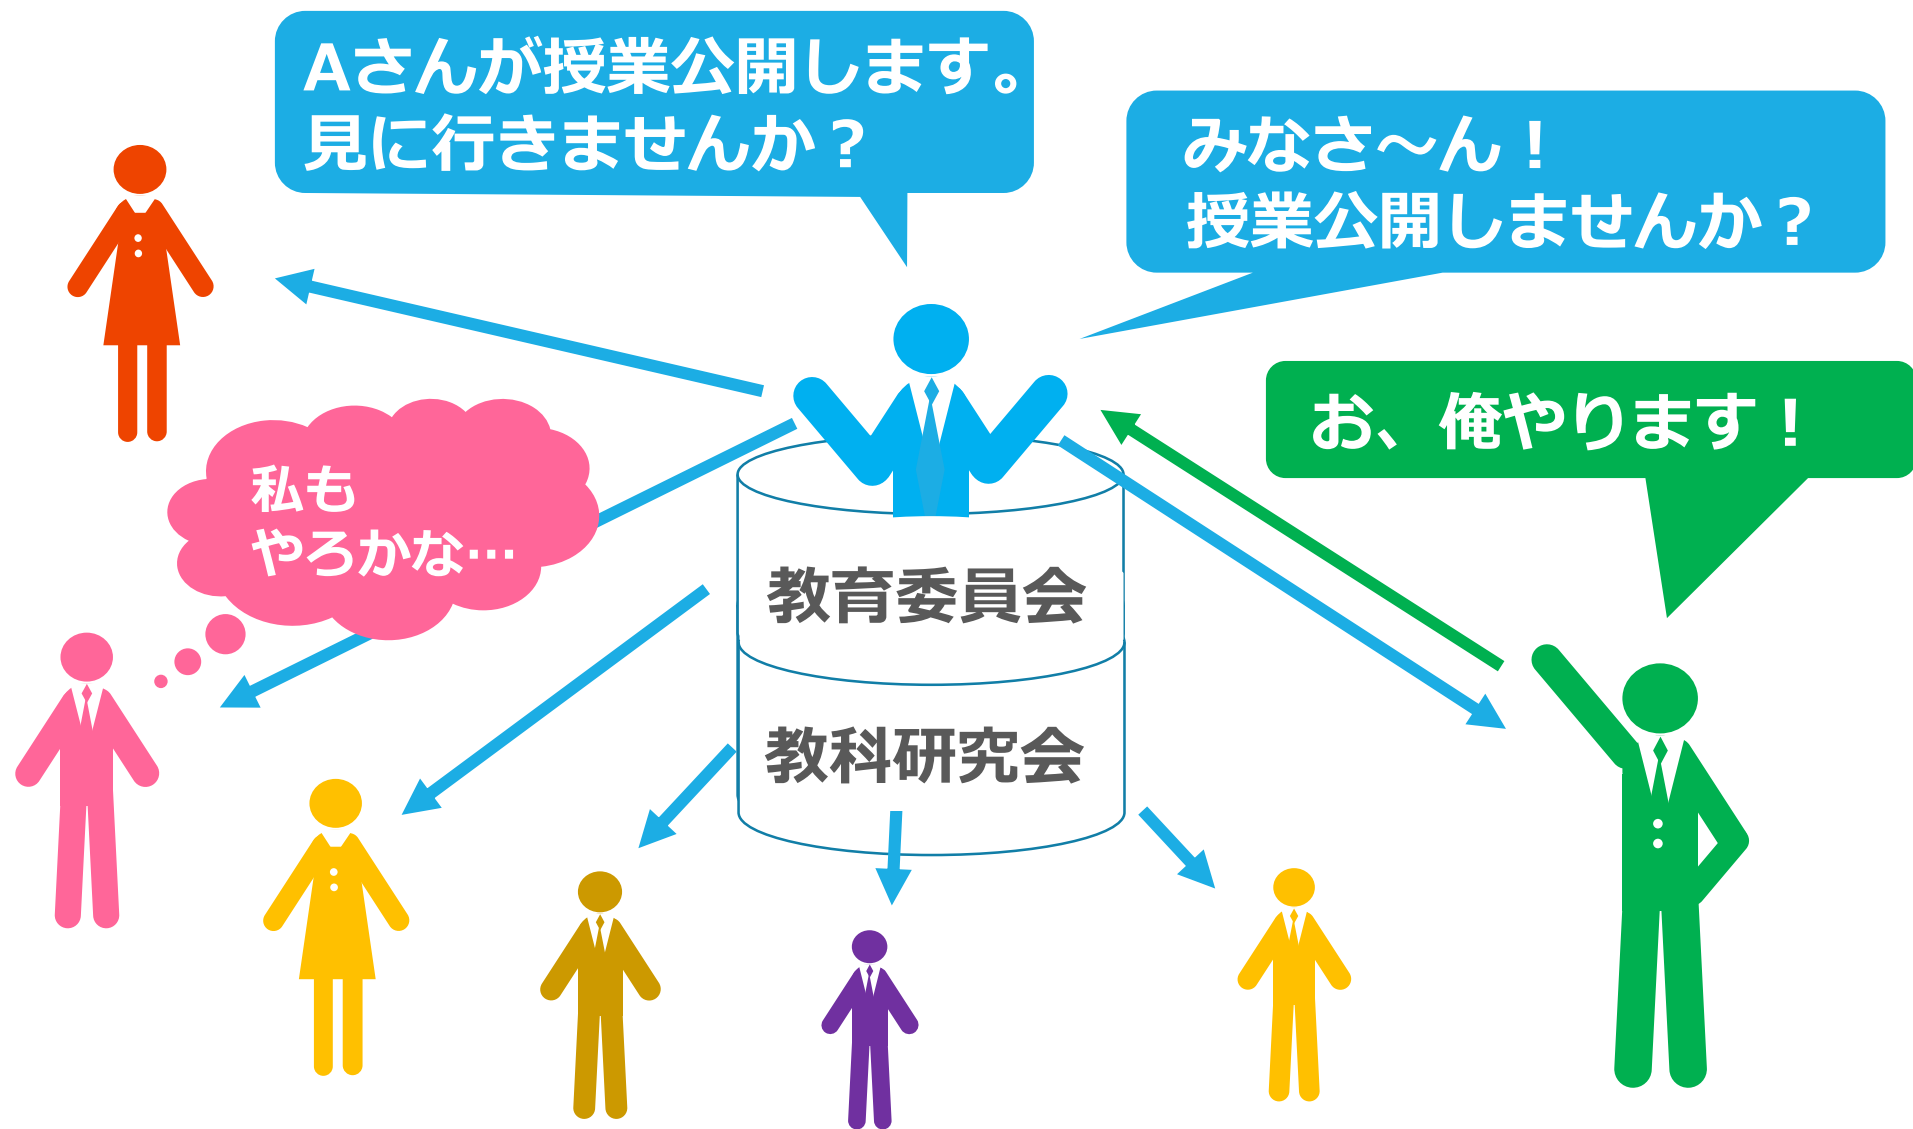 Aさんが授業公開します。
見に行きませんか？
みなさ～ん！
授業公開しませんか？
お、俺やります！
私も
やろかな…
教育委員会
教科研究会